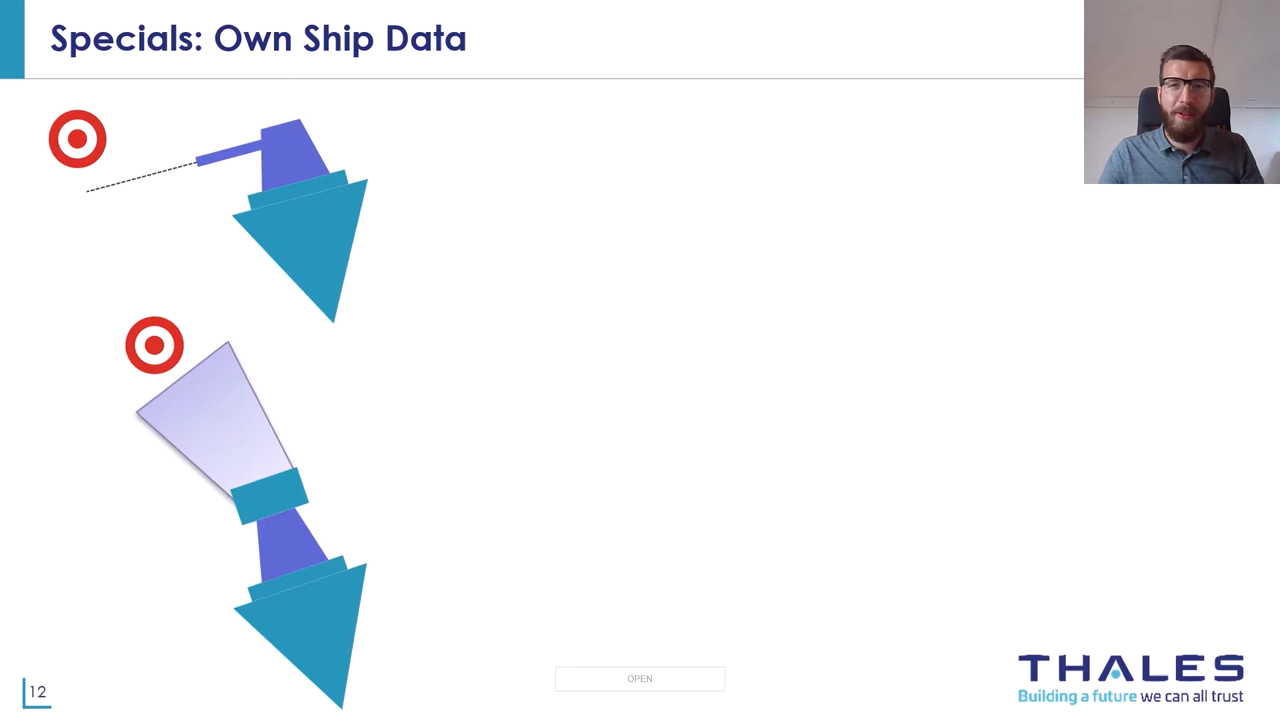 Specials: Own Ship Data
12
OPEN
THALES
Building a future we can all trust